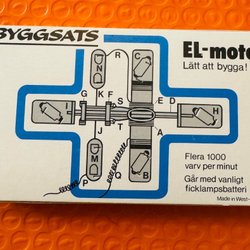 BYGGSATS
EL-moto
Lätt att bygga!
N
C
J
G
K
F
S
E
D
I
H
T
M
B
P
Q
Flera 1000
varv per minut
Går med vanligt
ficklampsbatteri
Made in West-